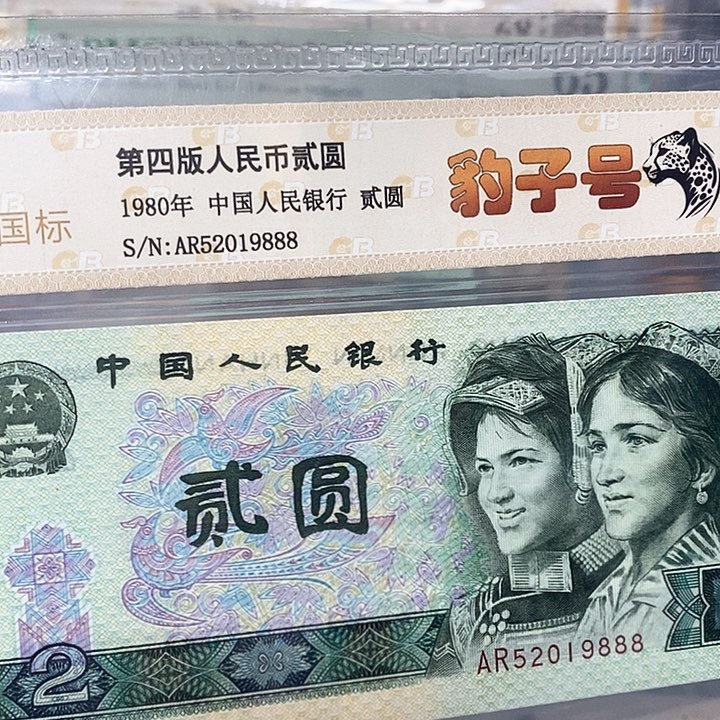 第四版人民币贰圆
1980年 中国人民银行 贰圆
S/N:AR52019888
国标
豹子号
中国人民银行
贰圆
2
AR52019888